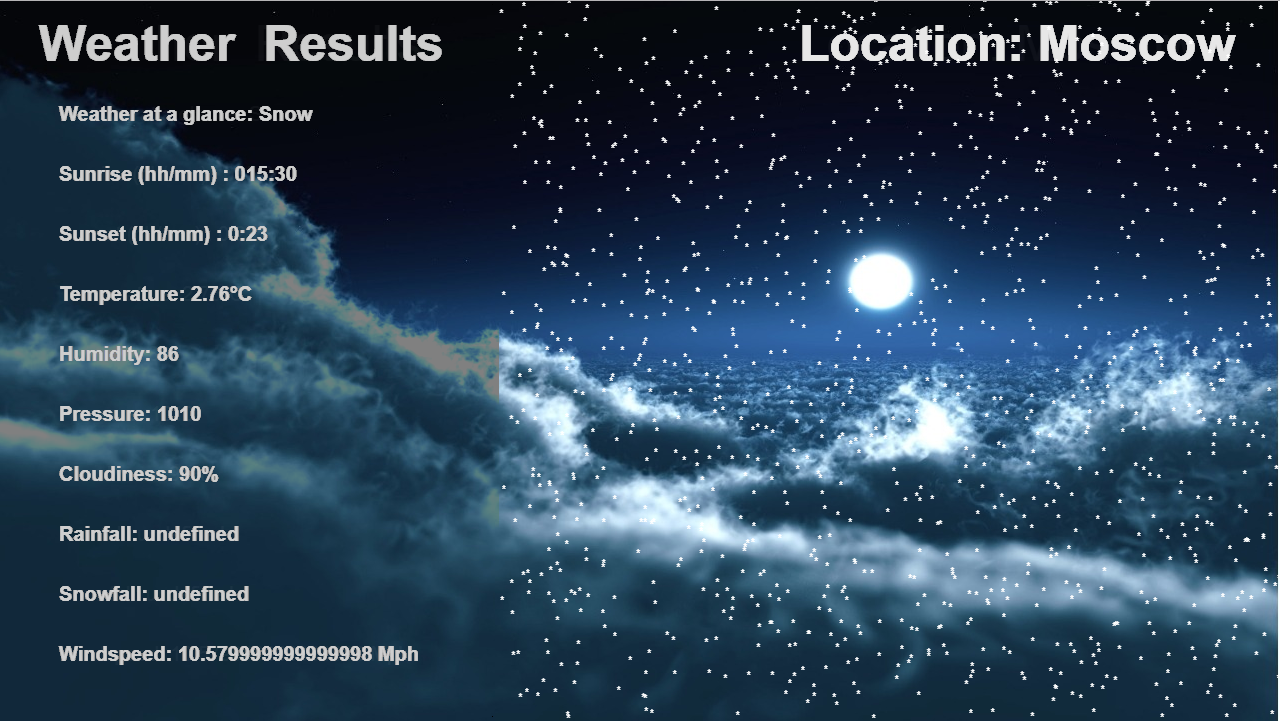 Weather Results
Location: Moscow
Weather at a glance: Snow
Sunrise (hh/mm) : 015:30
Sunset (hh/mm) : 0:23
Temperature: 2.76°C
Humidity: 86
Pressure: 1010
Cloudiness: 90%
Rainfall: undefined
Snowfall: undefined
Windspeed: 10.579999999999998 Mph